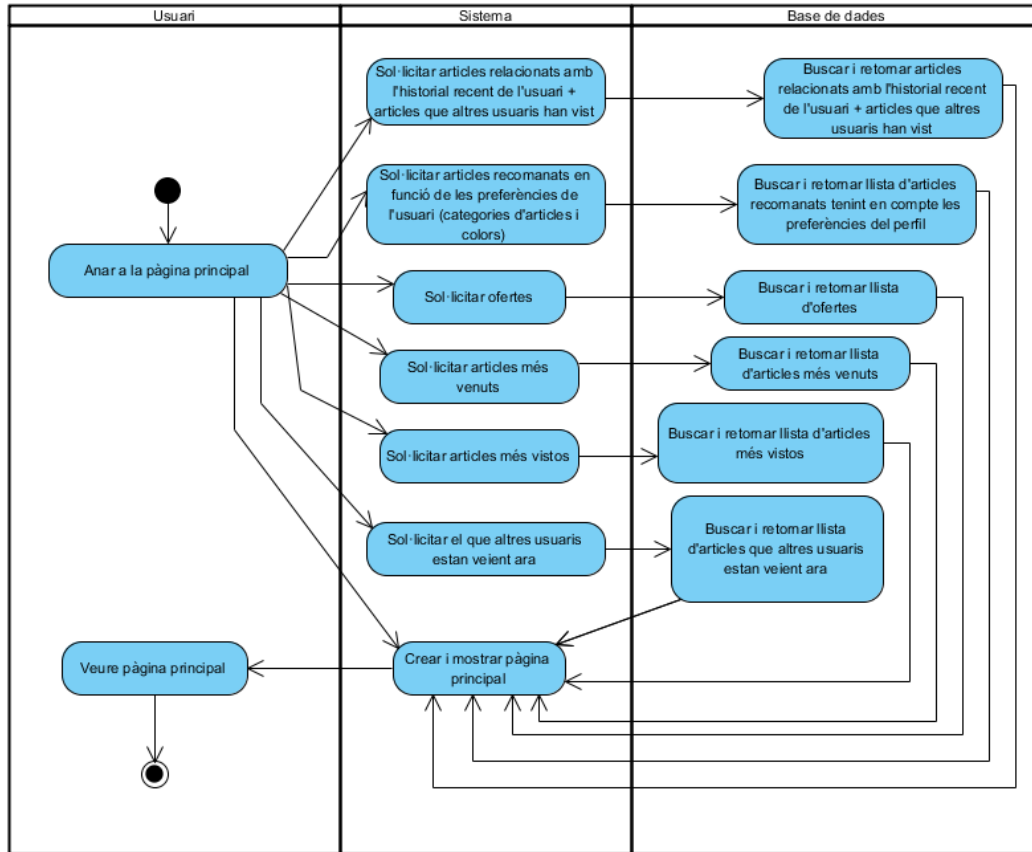 Usuari
Sistema
Base de dades
Sol·licitar articles relacionats amb
l'historial recent de l'usuari +
articles que altres usuaris han vist
Buscar i retornar articles
relacionats amb l'historial recent
de l'usuari + articles que altres
usuaris han vist
Sol·licitar articles recomanats en
funció de les preferències de
l'usuari (categories d'articles i
colors)
Buscar i retornar llista d'articles
recomanats tenint en compte les
preferències del perfil
Anar a la pàgina principal
Sol·licitar ofertes
Buscar i retornar llista
d'ofertes
Sol·licitar articles més
venuts
Buscar i retornar llista
d'articles més venuts
Sol·licitar articles més vistos
Buscar i retornar llista d'articles
més vistos
Sol·licitar el que altres usuaris
estan veient ara
Buscar i retornar llista
d'articles que altres usuaris
estan veient ara
Veure pàgina principal
Crear i mostrar pàgina
principal